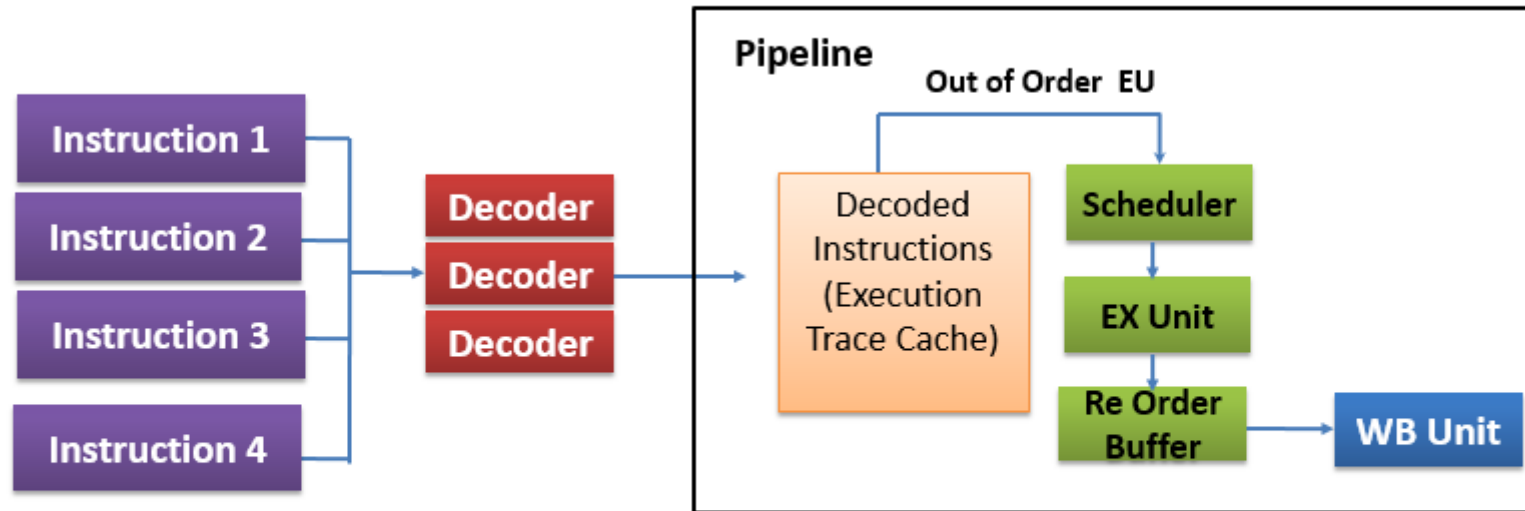 Pipeline
Out of Order EU
Instruction 1
Instruction 2
Instruction 3
Instruction 4
Decoder
Decoder
Decoder
Decoded
Instructions
(Execution
Trace Cache)
Scheduler
EX Unit
Re Order
Buffer
WB Unit